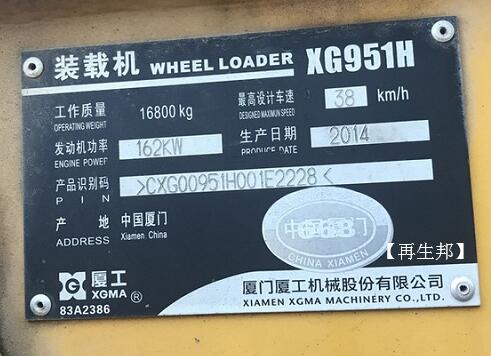 装载机 WHEEL LOADER XG951H
工作质量 16800 kg 最高设计车速 38 km/h
OPERATING WEIGHT DESIGNED MAXIMUN SPEED
发动机功率 162KW 生产日期 2014
ENGINE POWER PRODUCE DATE
产品识别码 >CXG00951H001E2228<
P I N
产 地 中国厦门
ADDRESS Xiamen. China
CHINA XIAMEN
【再生邦】
厦工
XGMA ®
83A2386
厦门厦工机械股份有限公司
XIAMEN XGMA MACHINERY CO.,LTD.